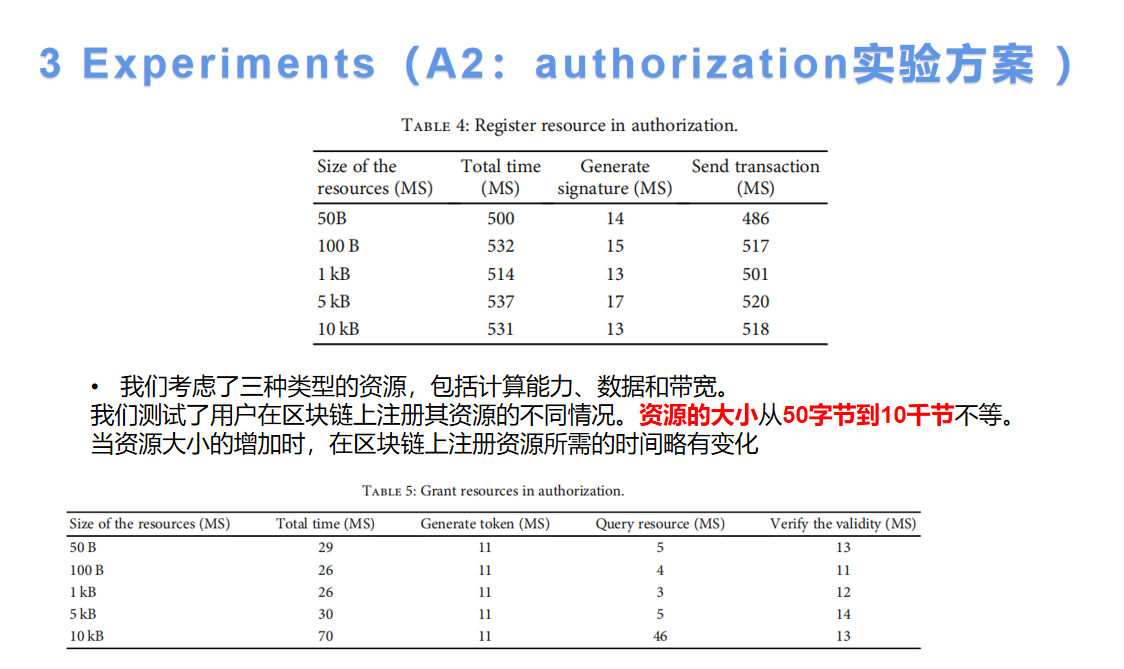 3 Experiments（A2：authorization实验方案 ）
TABLE 4: Register resource in authorization.
Size of the resources (MS) Total time (MS) Generate signature (MS) Send transaction (MS)
50B 500 14 486
100 B 532 15 517
1 kB 514 13 501
5 kB 537 17 520
10 kB 531 13 518
• 我们考虑了三种类型的资源，包括计算能力、数据和带宽。
我们测试了用户在区块链上注册其资源的不同情况。资源的大小从50字节到10千节不等。
当资源大小的增加时，在区块链上注册资源所需的时间略有变化
TABLE 5: Grant resources in authorization.
Size of the resources (MS) Total time (MS) Generate token (MS) Query resource (MS) Verify the validity (MS)
50 B 29 11 5 13
100 B 26 11 4 11
1 kB 26 11 3 12
5 kB 30 11 5 14
10 kB 70 11 46 13